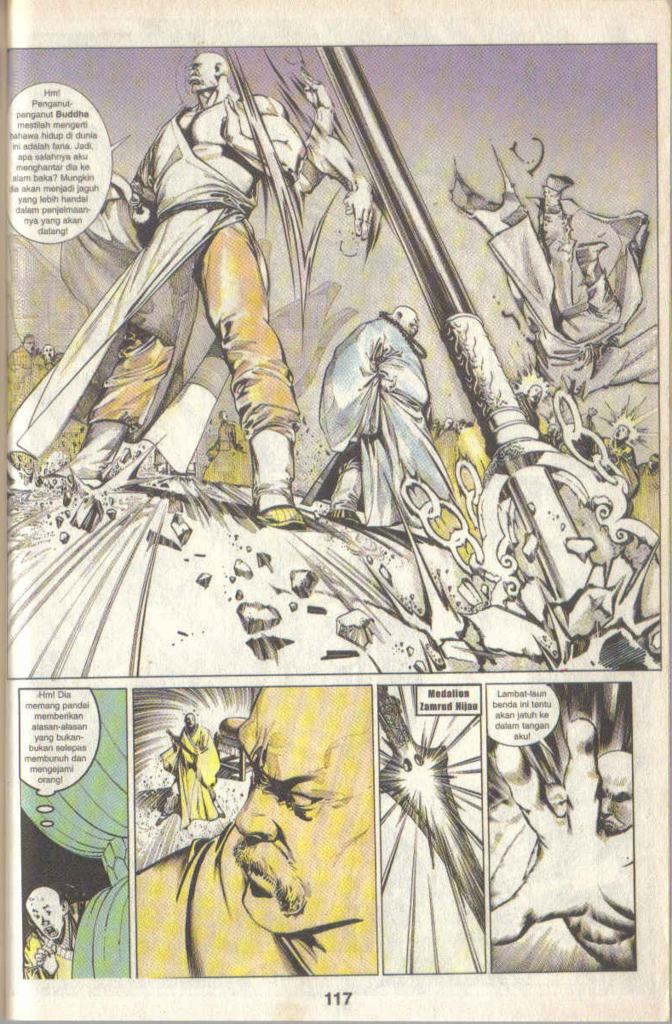 Hm!
Penganut-
penganut Buddha
mestilah mengerti
bahawa hidup di dunia
ini adalah fana. Jadi,
apa salahnya aku
menghantar dia ke
alam baka? Mungkin
dia akan menjadi jaguh
yang lebih handal
dalam penjelmaan-
nya yang akan
datang!
-Hm! Dia
memang pandai
memberikan
alasan-alasan
yang bukan-
bukan selepas
membunuh dan
mengejami
orang!
Medallion
Zamrud Hijau
Lambat-laun
benda ini tentu
akan jatuh ke
dalam tangan
aku!
117